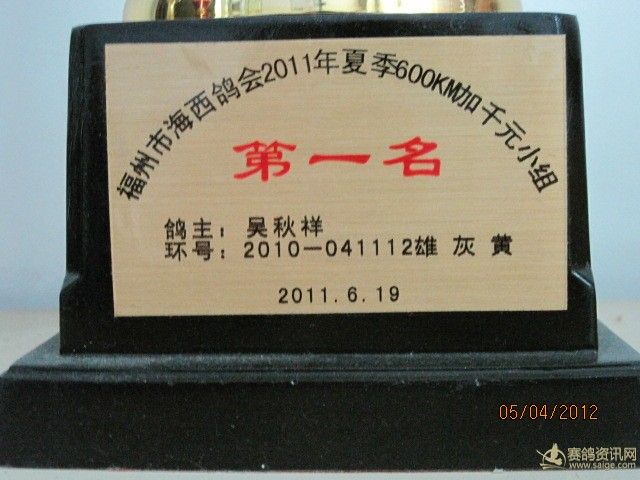 福州市海西鸽会2011年夏季600KM加千元小组
第一名
鸽主：吴秋祥
环号：2010-041112雄 灰 黄
2011.6.19
05/04/2012
赛鸽资讯网
www.saige.com